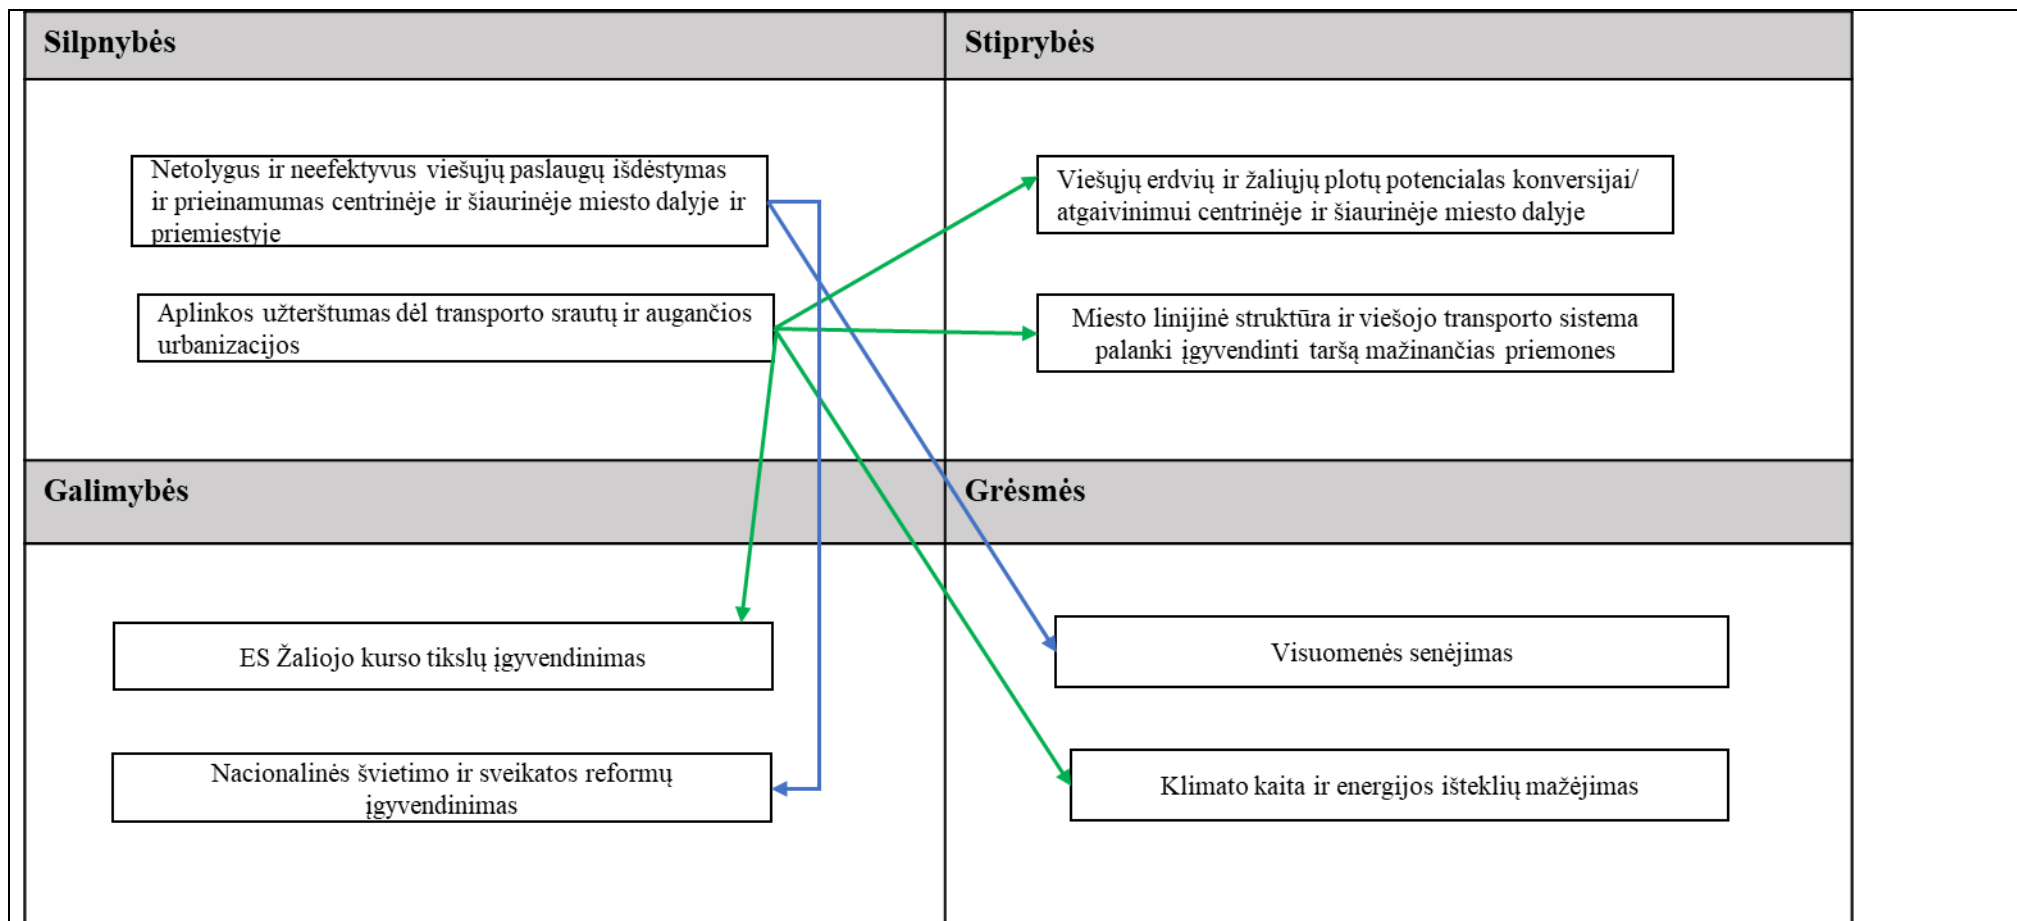 Silpnybės
Stiprybės
Netolygus ir neefektyvus viešųjų paslaugų išdėstymas
ir prieinamumas centrinėje ir šiaurinėje miesto dalyje ir
priemiestyje
Viešųjų erdvių ir žaliųjų plotų potencialas konversijai/
atgaivinimui centrinėje ir šiaurinėje miesto dalyje
Aplinkos užterštumas dėl transporto srautų ir augančios
urbanizacijos
Miesto linijinė struktūra ir viešojo transporto sistema
palanki įgyvendinti taršą mažinančias priemones
Galimybės
Grėsmės
ES Žaliojo kurso tikslų įgyvendinimas
Visuomenės senėjimas
Nacionalinės švietimo ir sveikatos reformų
įgyvendinimas
Klimato kaita ir energijos išteklių mažėjimas